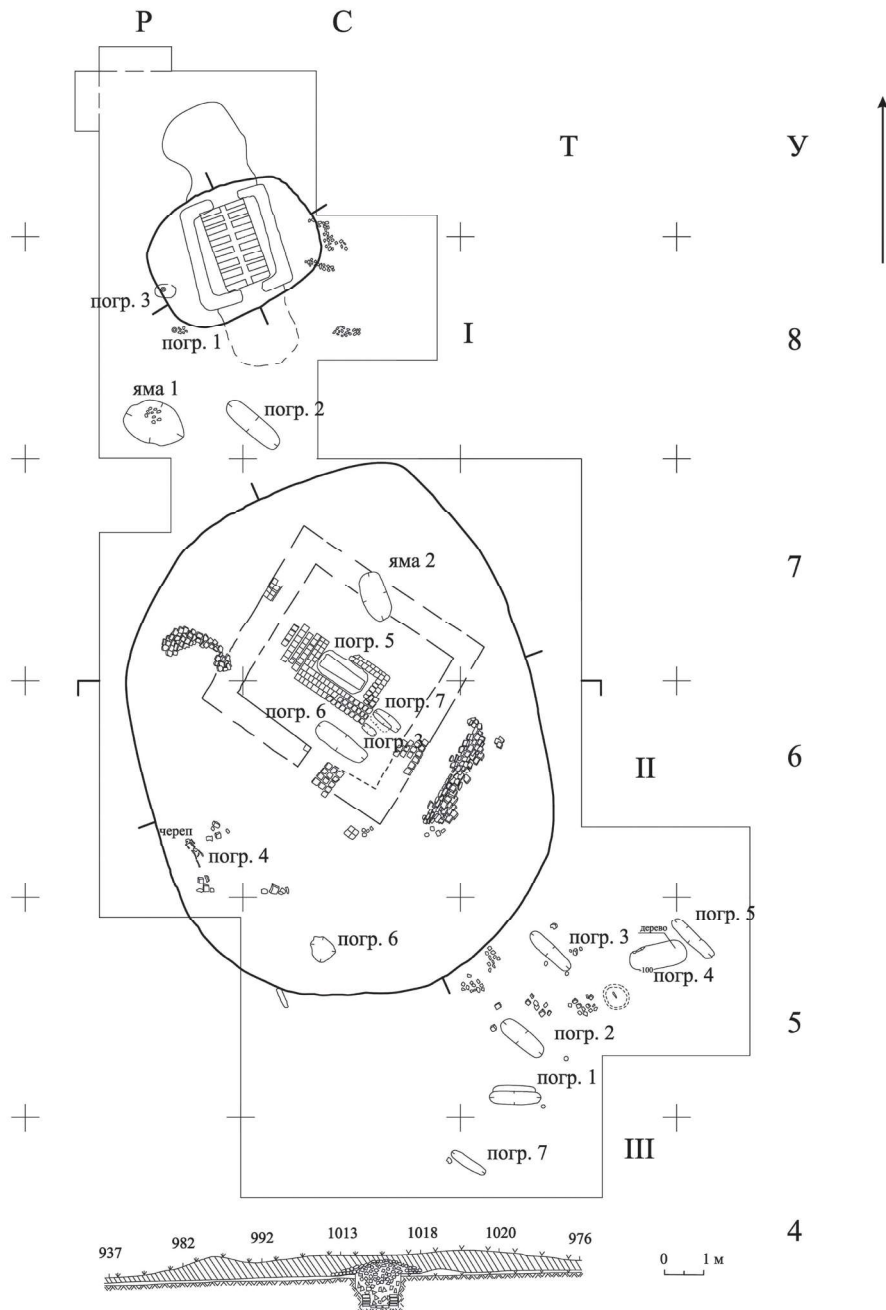 Р С
Т У
погр. 3
погр. 1
I 8
яма 1
погр. 2
яма 2
7
погр. 5
погр. 7
погр. 6
погр. 3
II 6
череп
погр. 4
погр. 6
погр. 3
дерево
погр. 5
100
погр. 4
5
погр. 2
погр. 1
погр. 7
III
4
937 982 992 1013 1018 1020 976
0 1 м